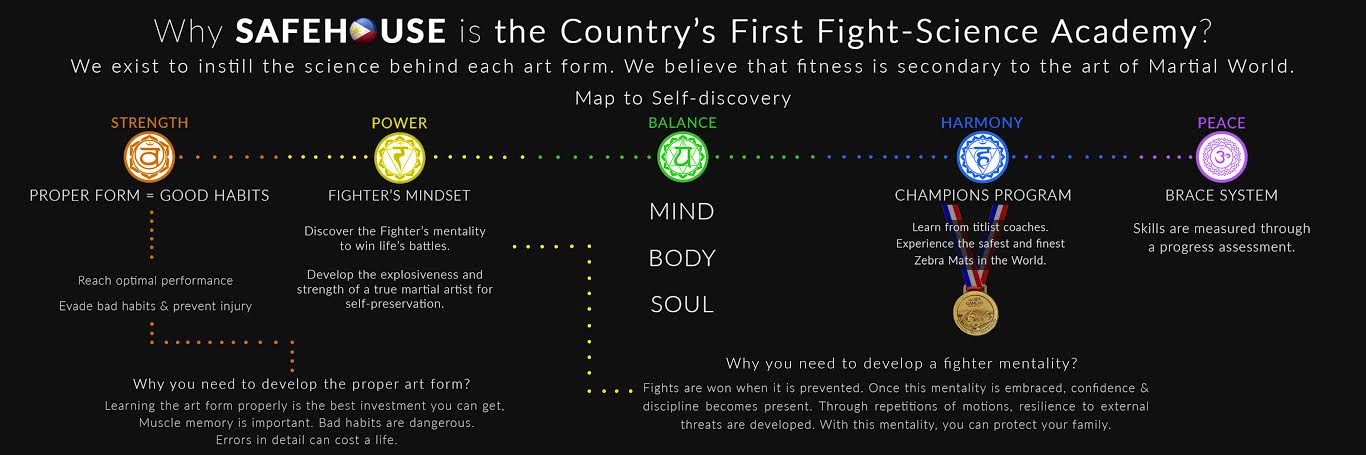 Why SAFEHOUSE is the Country's First Fight-Science Academy?
We exist to instill the science behind each art form. We believe that fitness is secondary to the art of Martial World.
Map to Self-discovery
STRENGTH
POWER
BALANCE
HARMONY
PEACE
PROPER FORM = GOOD HABITS
FIGHTER'S MINDSET
CHAMPIONS PROGRAM
BRACE SYSTEM
Reach optimal performance
Evade bad habits & prevent injury
Discover the Fighter's mentality
to win life's battles.
Develop the explosiveness and
strength of a true martial artist for
self-preservation.
MIND
BODY
SOUL
Learn from titlist coaches.
Experience the safest and finest
Zebra Mats in the World.
Skills are measured through
a progress assessment.
Why you need to develop the proper art form?
Learning the art form properly is the best investment you can get,
Muscle memory is important. Bad habits are dangerous.
Errors in detail can cost a life.
Why you need to develop a fighter mentality?
Fights are won when it is prevented. Once this mentality is embraced, confidence &
discipline becomes present. Through repetitions of motions, resilience to external
threats are developed. With this mentality, you can protect your family.